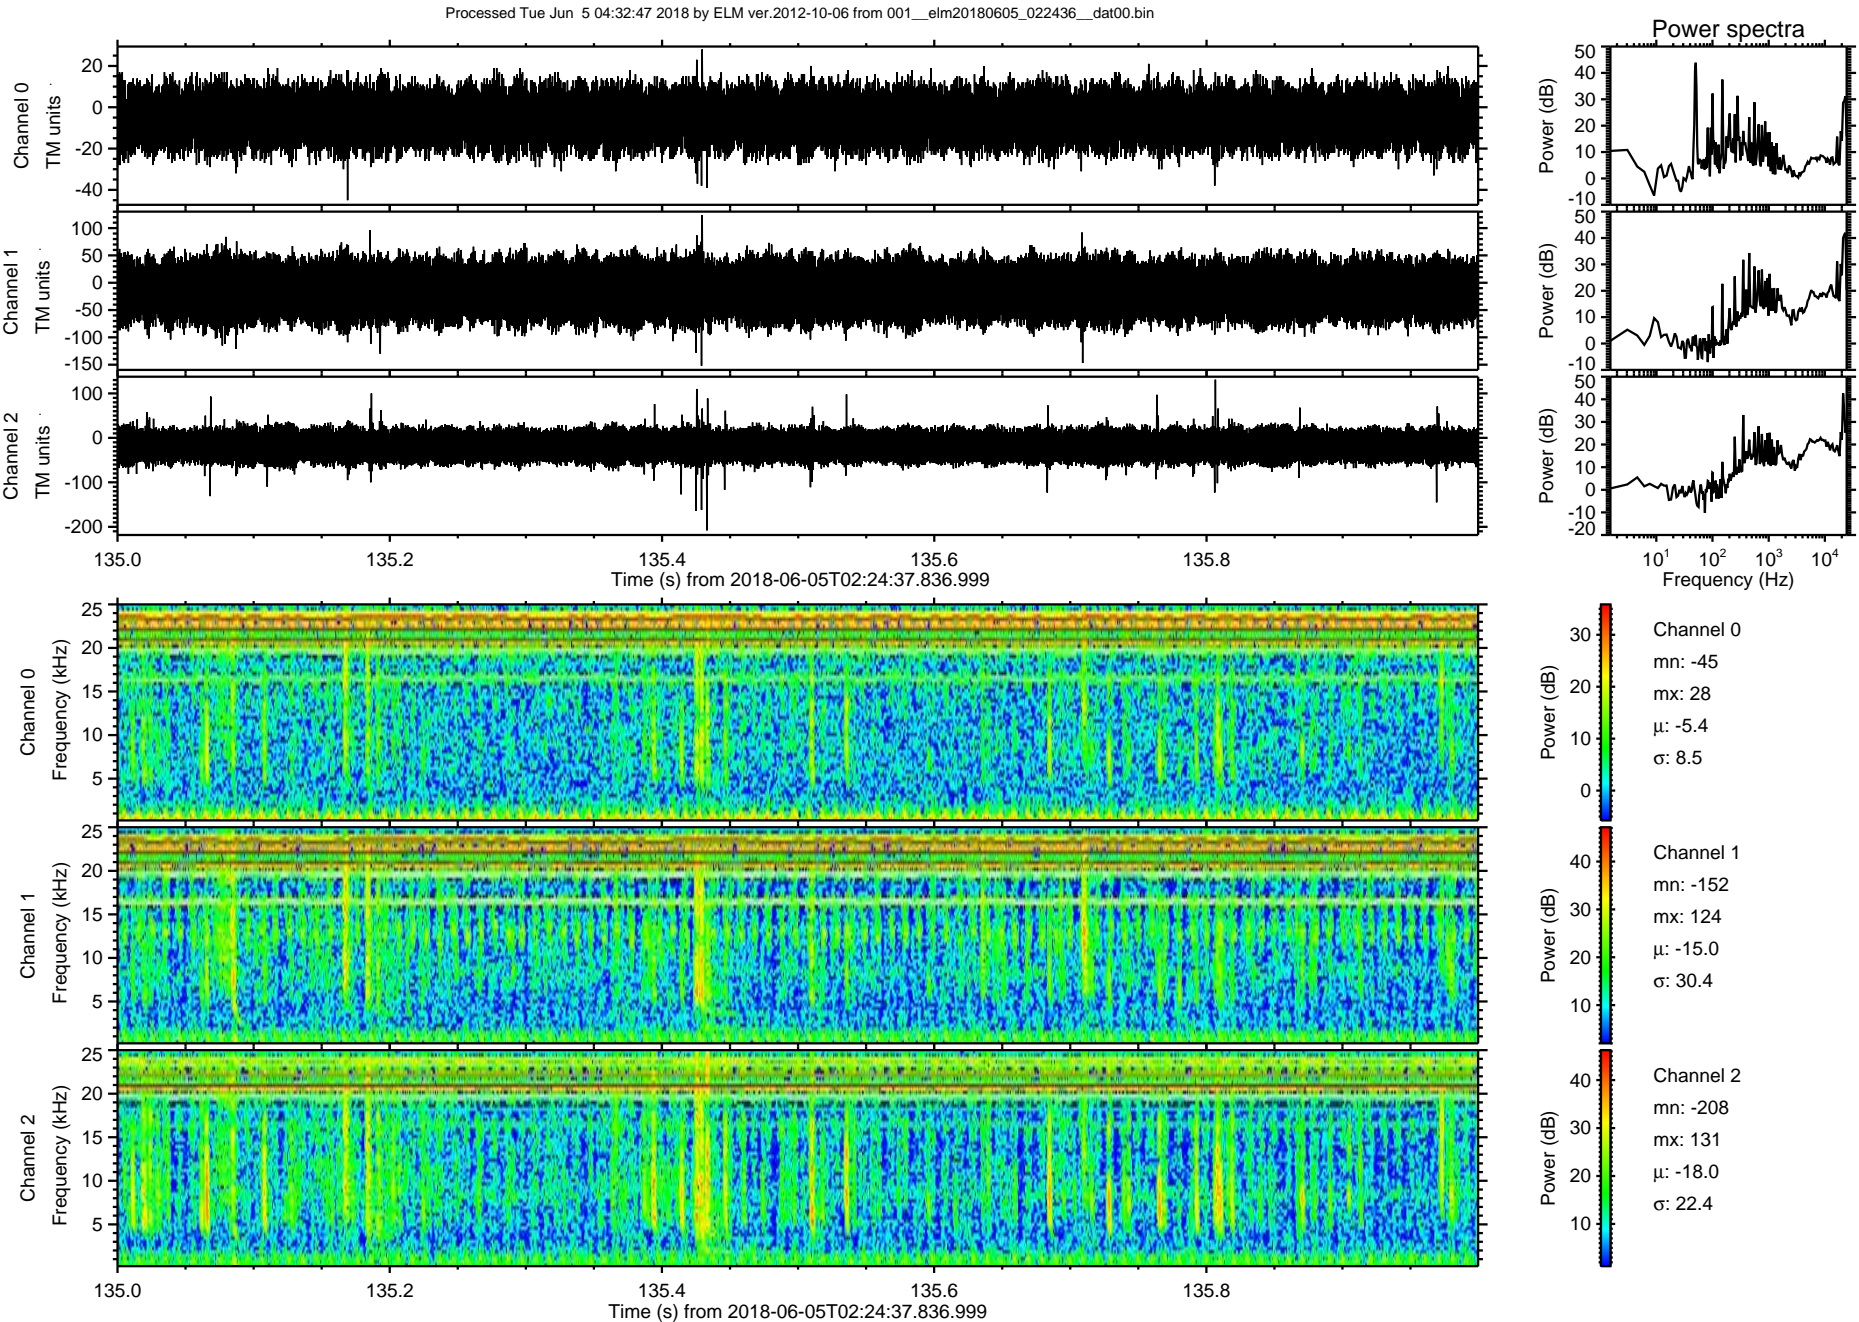 Processed Tue Jun  5 04:32:47 2018 by ELM ver.2012-10-06 from 001__elm20180605_022436__dat00.bin
Power spectra
Channel 0
TM units
20
0
-20
-40
Power (dB)
50
40
30
20
10
0
-10
Channel 1
TM units
100
50
0
-50
-100
-150
Power (dB)
50
40
30
20
10
0
-10
Channel 2
TM units
100
0
-100
-200
Power (dB)
50
40
30
20
10
0
-10
-20
135.0 135.2 135.4 135.6 135.8
Time (s) from 2018-06-05T02:24:37.836.999
10^1 10^2 10^3 10^4
Frequency (Hz)
Channel 0
Frequency (kHz)
25
20
15
10
5
Power (dB)
30
20
10
0
Channel 0
mn: -45
mx: 28
μ: -5.4
σ: 8.5
Channel 1
Frequency (kHz)
25
20
15
10
5
Power (dB)
40
30
20
10
Channel 1
mn: -152
mx: 124
μ: -15.0
σ: 30.4
Channel 2
Frequency (kHz)
25
20
15
10
5
Power (dB)
40
30
20
10
Channel 2
mn: -208
mx: 131
μ: -18.0
σ: 22.4
135.0 135.2 135.4 135.6 135.8
Time (s) from 2018-06-05T02:24:37.836.999